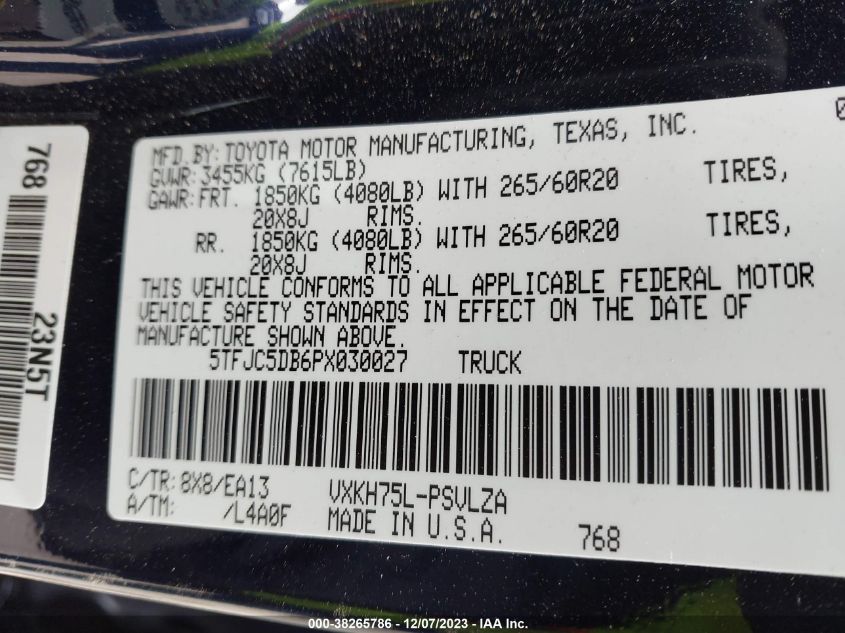 MFD.BY: TOYOTA MOTOR MANUFACTURING, TEXAS, INC.
GVWR: 3455KG (7615LB)
GAWR: FRT. 1850KG (4080LB) WITH 265/60R20 TIRES,
20X8J RIMS.
RR. 1850KG (4080LB) WITH 265/60R20 TIRES,
20X8J RIMS.
THIS VEHICLE CONFORMS TO ALL APPLICABLE FEDERAL MOTOR
VEHICLE SAFETY STANDARDS IN EFFECT ON THE DATE OF
MANUFACTURE SHOWN ABOVE.
5TFJC5DB6PX030027 TRUCK
C/TR: 8X8/EA13 VXKH75L-PSVLZA
A/TM: /L4A0F MADE IN U.S.A. 768
768
23N5T
000-38265786 - 12/07/2023 - IAA Inc.